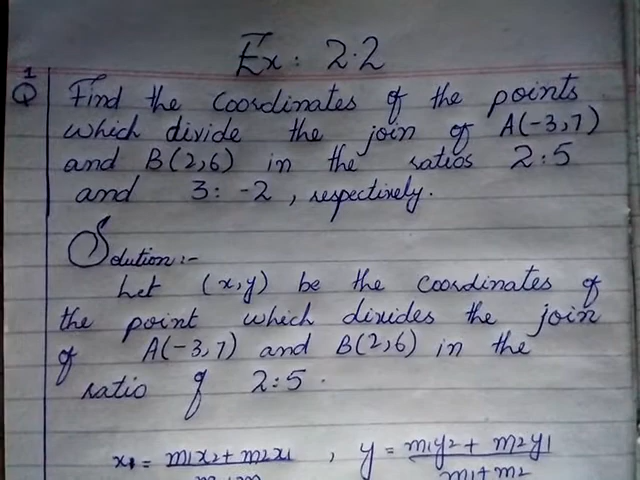 Ex: 2.2
Q1 Find the coordinates of the points
which divide the join of A(-3,7)
and B(2,6) in the ratios 2:5
and 3: -2, respectively.
Solution:-
Let (x,y) be the coordinates of
the point which divides the join
of A(-3,7) and B(2,6) in the
ratio of 2:5.
x = m1x2 + m2x1 , y = m1y2 + m2y1
m1+m2